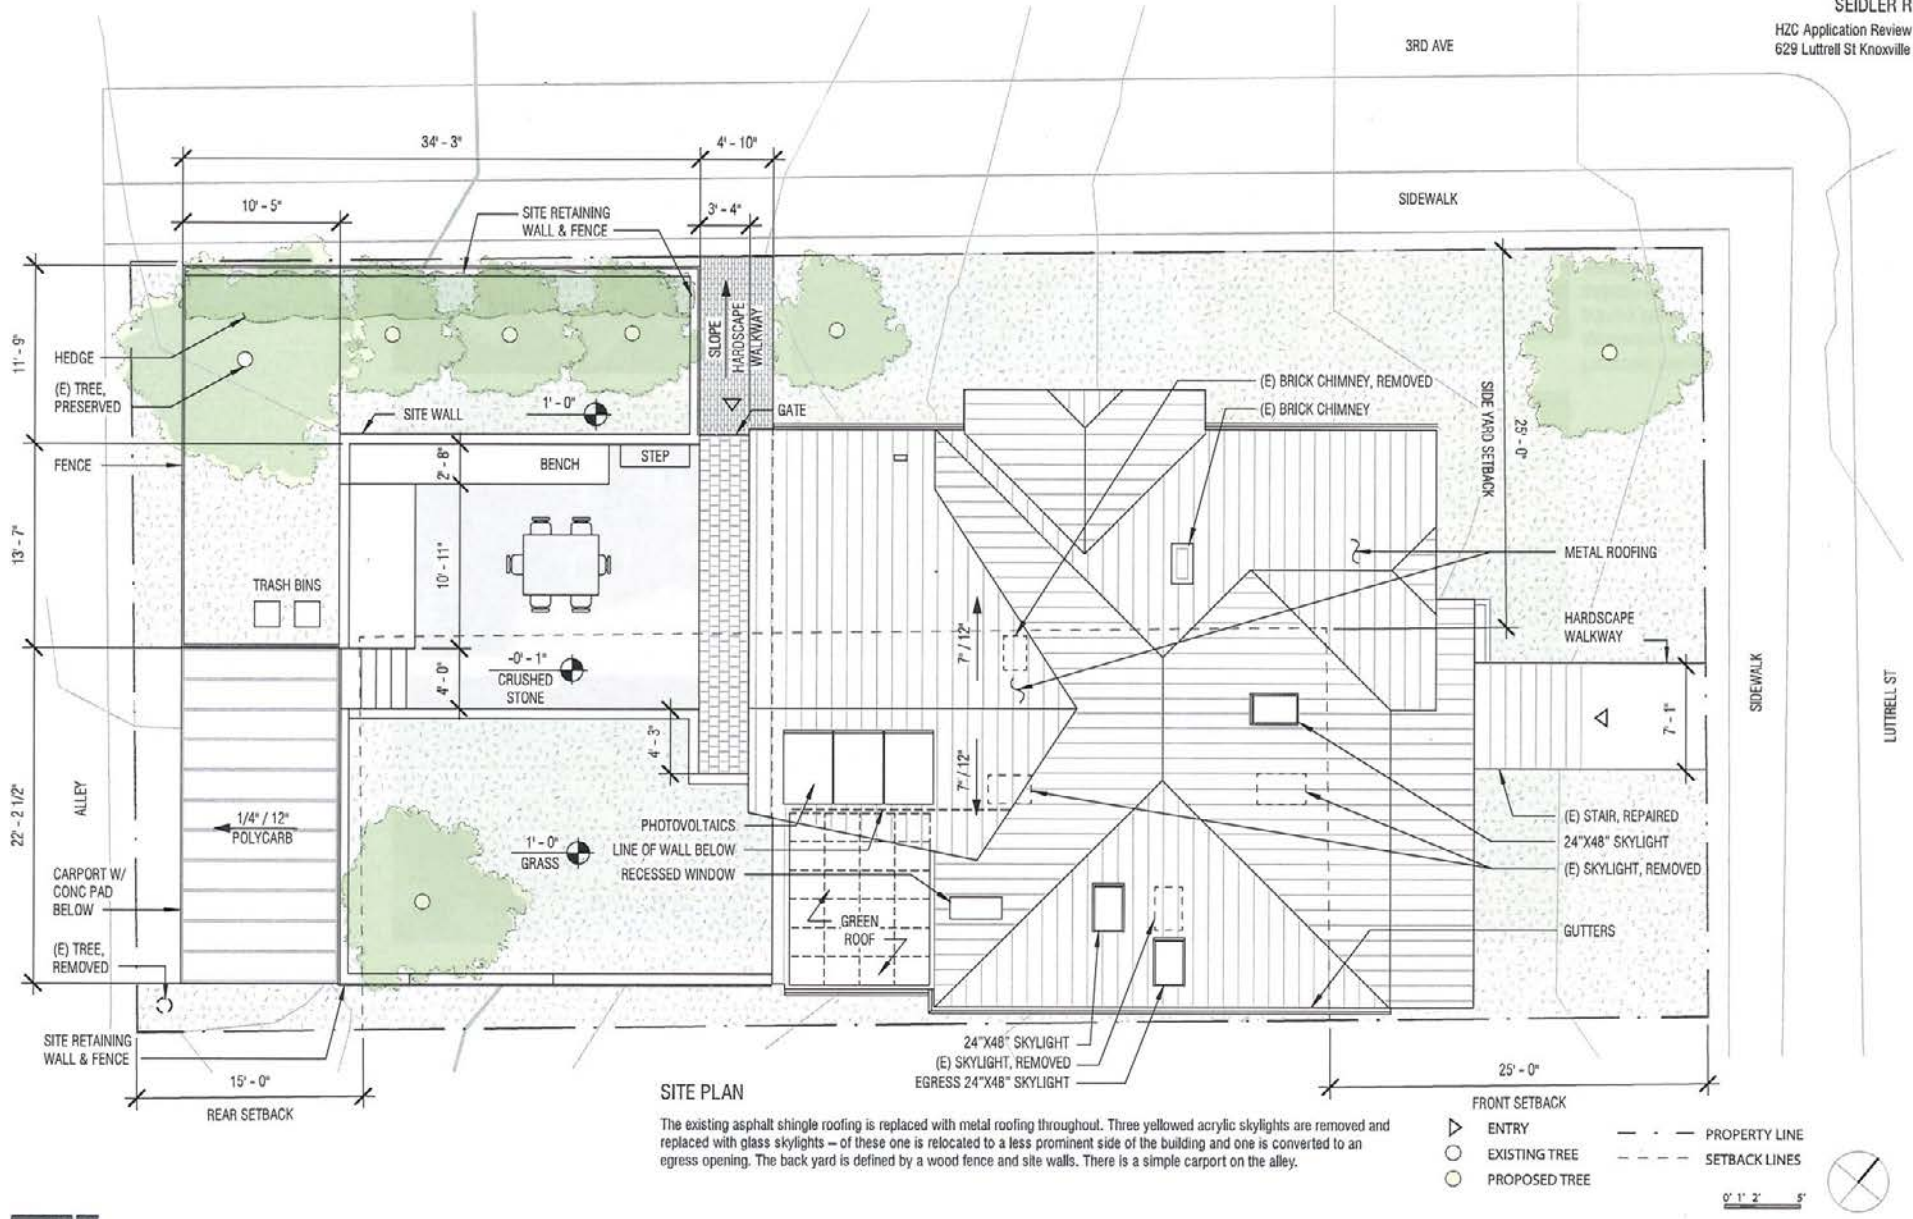 SEIDLER R
HZC Application Review
629 Luttrell St Knoxville
3RD AVE
34' - 3"
4' - 10"
SIDEWALK
10' - 5"
SITE RETAINING
WALL & FENCE
3' - 4"
11' - 9"
HEDGE
(E) TREE,
PRESERVED
SLOPE
HARDSCAPE
WALKWAY
SITE WALL
1' - 0"
GATE
(E) BRICK CHIMNEY, REMOVED
(E) BRICK CHIMNEY
SIDE YARD SETBACK
25' - 0"
FENCE
2' - 8"
BENCH
STEP
13' - 7"
10' - 11"
TRASH BINS
METAL ROOFING
HARDSCAPE
WALKWAY
7" / 12"
-0' - 1"
CRUSHED
STONE
4' - 0"
SIDEWALK
LUTTRELL ST
7' - 1"
4' - 3"
7" / 12"
22' - 2 1/2"
ALLEY
1/4" / 12"
POLYCARB
PHOTOVOLTAICS
LINE OF WALL BELOW
RECESSED WINDOW
1' - 0"
GRASS
(E) STAIR, REPAIRED
24"X48" SKYLIGHT
(E) SKYLIGHT, REMOVED
CARPORT W/
CONC PAD
BELOW
GREEN
ROOF
GUTTERS
(E) TREE,
REMOVED
SITE RETAINING
WALL & FENCE
24"X48" SKYLIGHT
(E) SKYLIGHT, REMOVED
EGRESS 24"X48" SKYLIGHT
15' - 0"
REAR SETBACK
25' - 0"
FRONT SETBACK
SITE PLAN
The existing asphalt shingle roofing is replaced with metal roofing throughout. Three yellowed acrylic skylights are removed and
replaced with glass skylights – of these one is relocated to a less prominent side of the building and one is converted to an
egress opening. The back yard is defined by a wood fence and site walls. There is a simple carport on the alley.
ENTRY
EXISTING TREE
PROPOSED TREE
PROPERTY LINE
SETBACK LINES
0' 1' 2' 5'